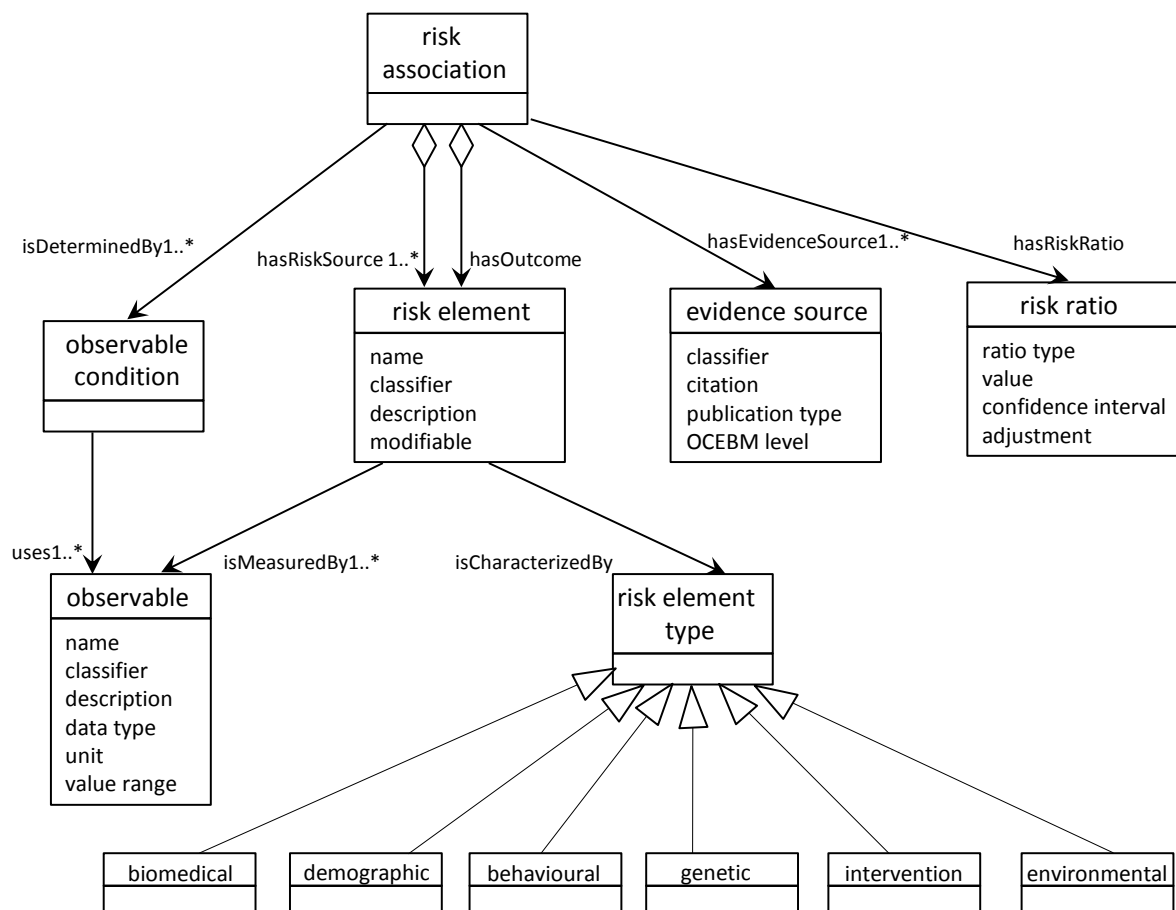 risk
association
isDeterminedBy1..*
hasRiskSource 1..*
hasOutcome
hasEvidenceSource1..*
hasRiskRatio
observable
condition
risk element
name
classifier
description
modifiable
evidence source
classifier
citation
publication type
OCEBM level
risk ratio
ratio type
value
confidence interval
adjustment
uses1..*
isMeasuredBy1..*
isCharacterizedBy
observable
name
classifier
description
data type
unit
value range
risk element
type
biomedical
demographic
behavioural
genetic
intervention
environmental